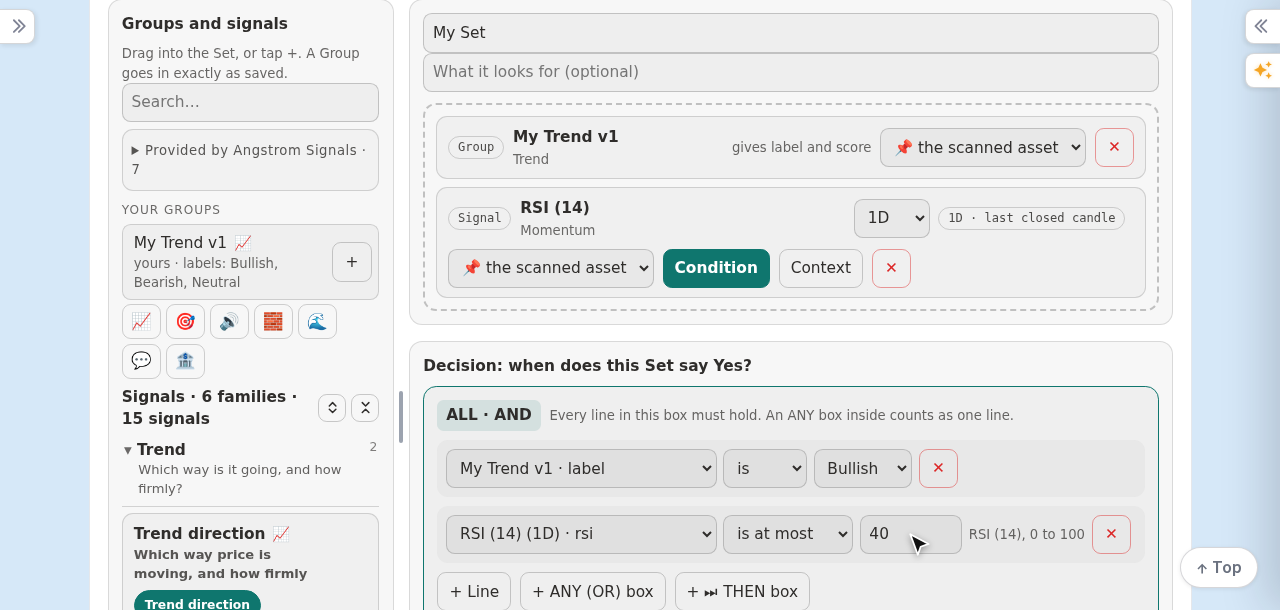 Groups and signals
Drag into the Set, or tap +. A Group
goes in exactly as saved.
Search...
▶ Provided by Angstrom Signals ·
7
YOUR GROUPS
My Trend v1 📈
yours · labels: Bullish,
Bearish, Neutral
+
Signals · 6 families ·
15 signals
▼ Trend
2
Which way is it going, and how
firmly?
Trend direction 📈
Which way price is
moving, and how firmly
Trend direction
My Set
What it looks for (optional)
Group
My Trend v1
Trend
gives label and score
📌 the scanned asset
✕
Signal
RSI (14)
Momentum
1D
1D · last closed candle
📌 the scanned asset
Condition
Context
✕
Decision: when does this Set say Yes?
ALL · AND
Every line in this box must hold. An ANY box inside counts as one line.
My Trend v1 · label
is
Bullish
✕
RSI (14) (1D) · rsi
is at most
40
RSI (14), 0 to 100
✕
+ Line
+ ANY (OR) box
+ ⏭ THEN box
↑ Top